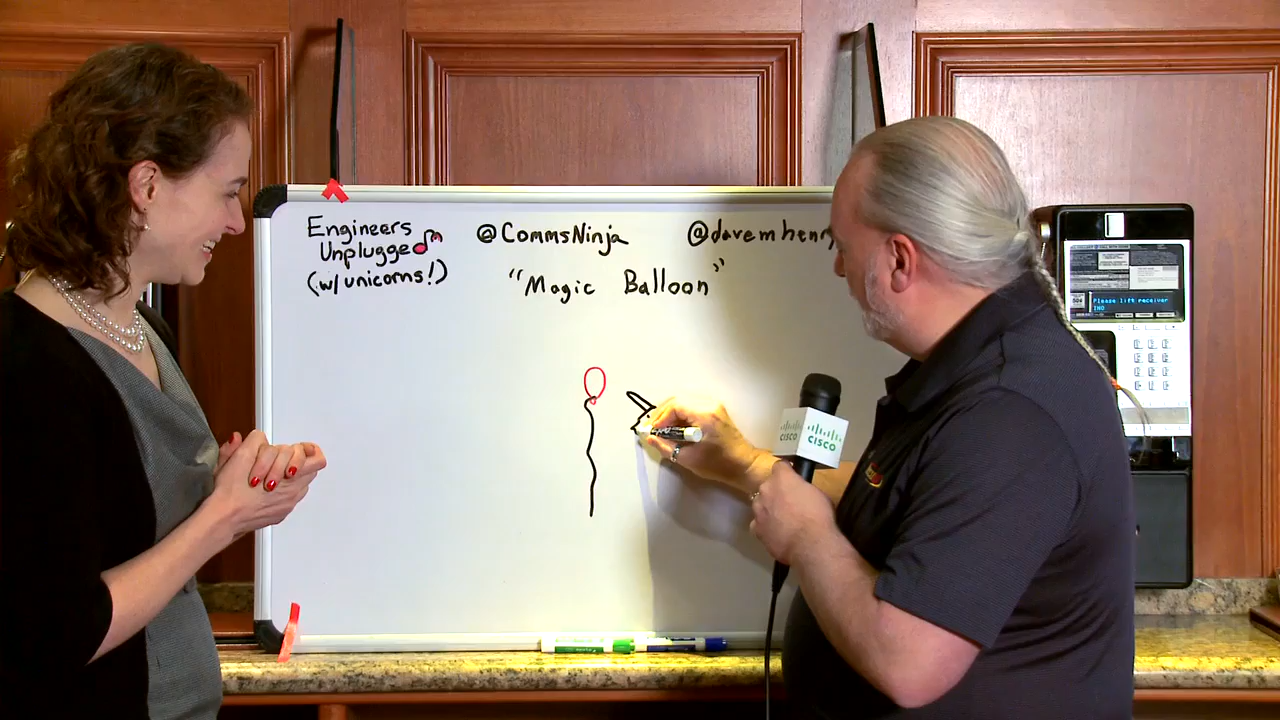 Engineers
Unplugged
(w/unicorns!)
@CommsNinja
@davemhenry
"Magic Balloon"
CISCO
CISCO
Please lift receiver